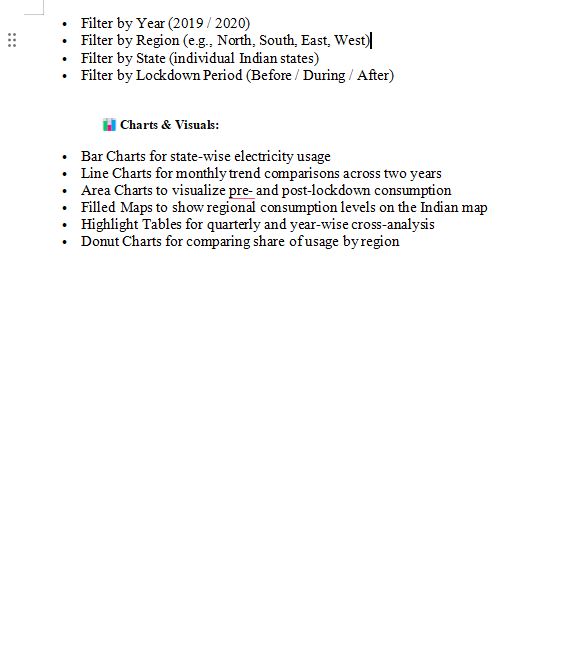 • Filter by Year (2019 / 2020)
• Filter by Region (e.g., North, South, East, West)
• Filter by State (individual Indian states)
• Filter by Lockdown Period (Before / During / After)
📊 Charts & Visuals:
• Bar Charts for state-wise electricity usage
• Line Charts for monthly trend comparisons across two years
• Area Charts to visualize pre- and post-lockdown consumption
• Filled Maps to show regional consumption levels on the Indian map
• Highlight Tables for quarterly and year-wise cross-analysis
• Donut Charts for comparing share of usage by region